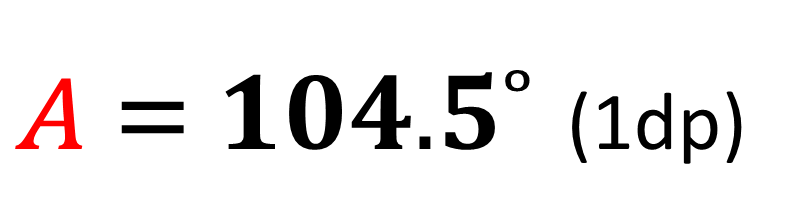 A = 104.5° (1dp)